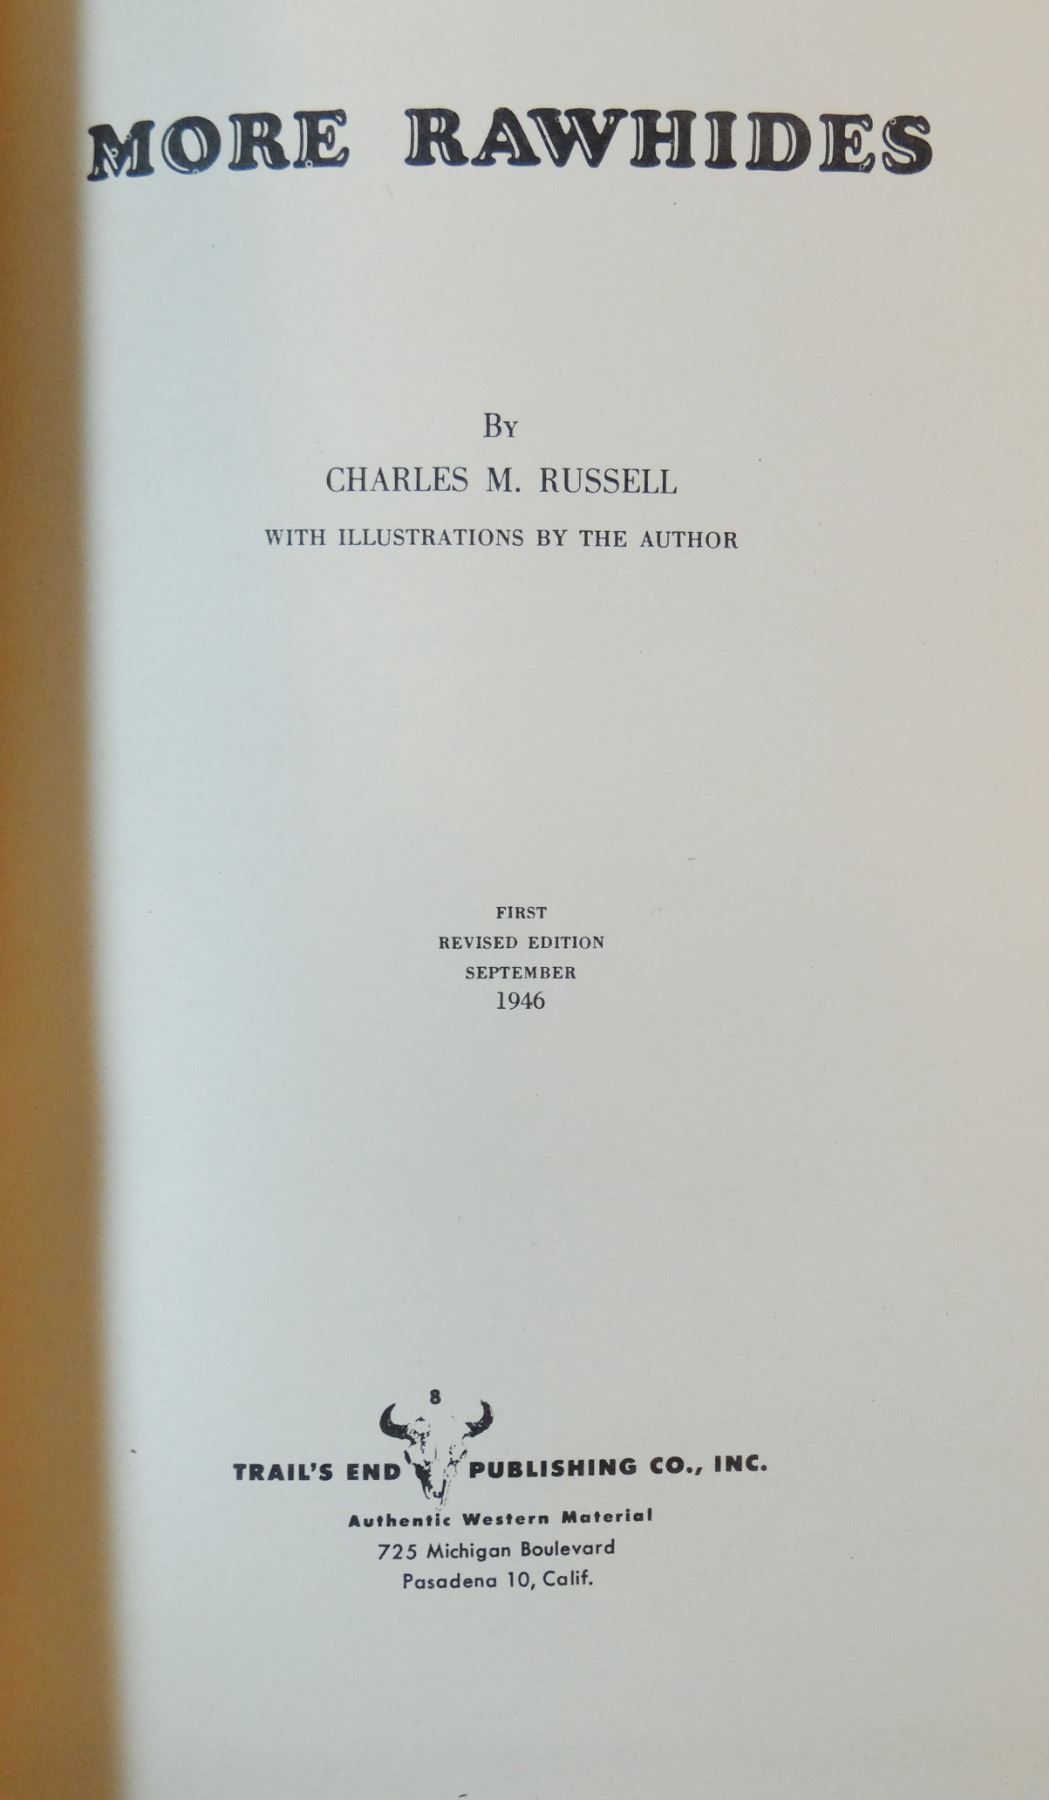 MORE RAWHIDES
By
CHARLES M. RUSSELL
WITH ILLUSTRATIONS BY THE AUTHOR
FIRST
REVISED EDITION
SEPTEMBER
1946
8
TRAIL'S END PUBLISHING CO., INC.
Authentic Western Material
725 Michigan Boulevard
Pasadena 10, Calif.